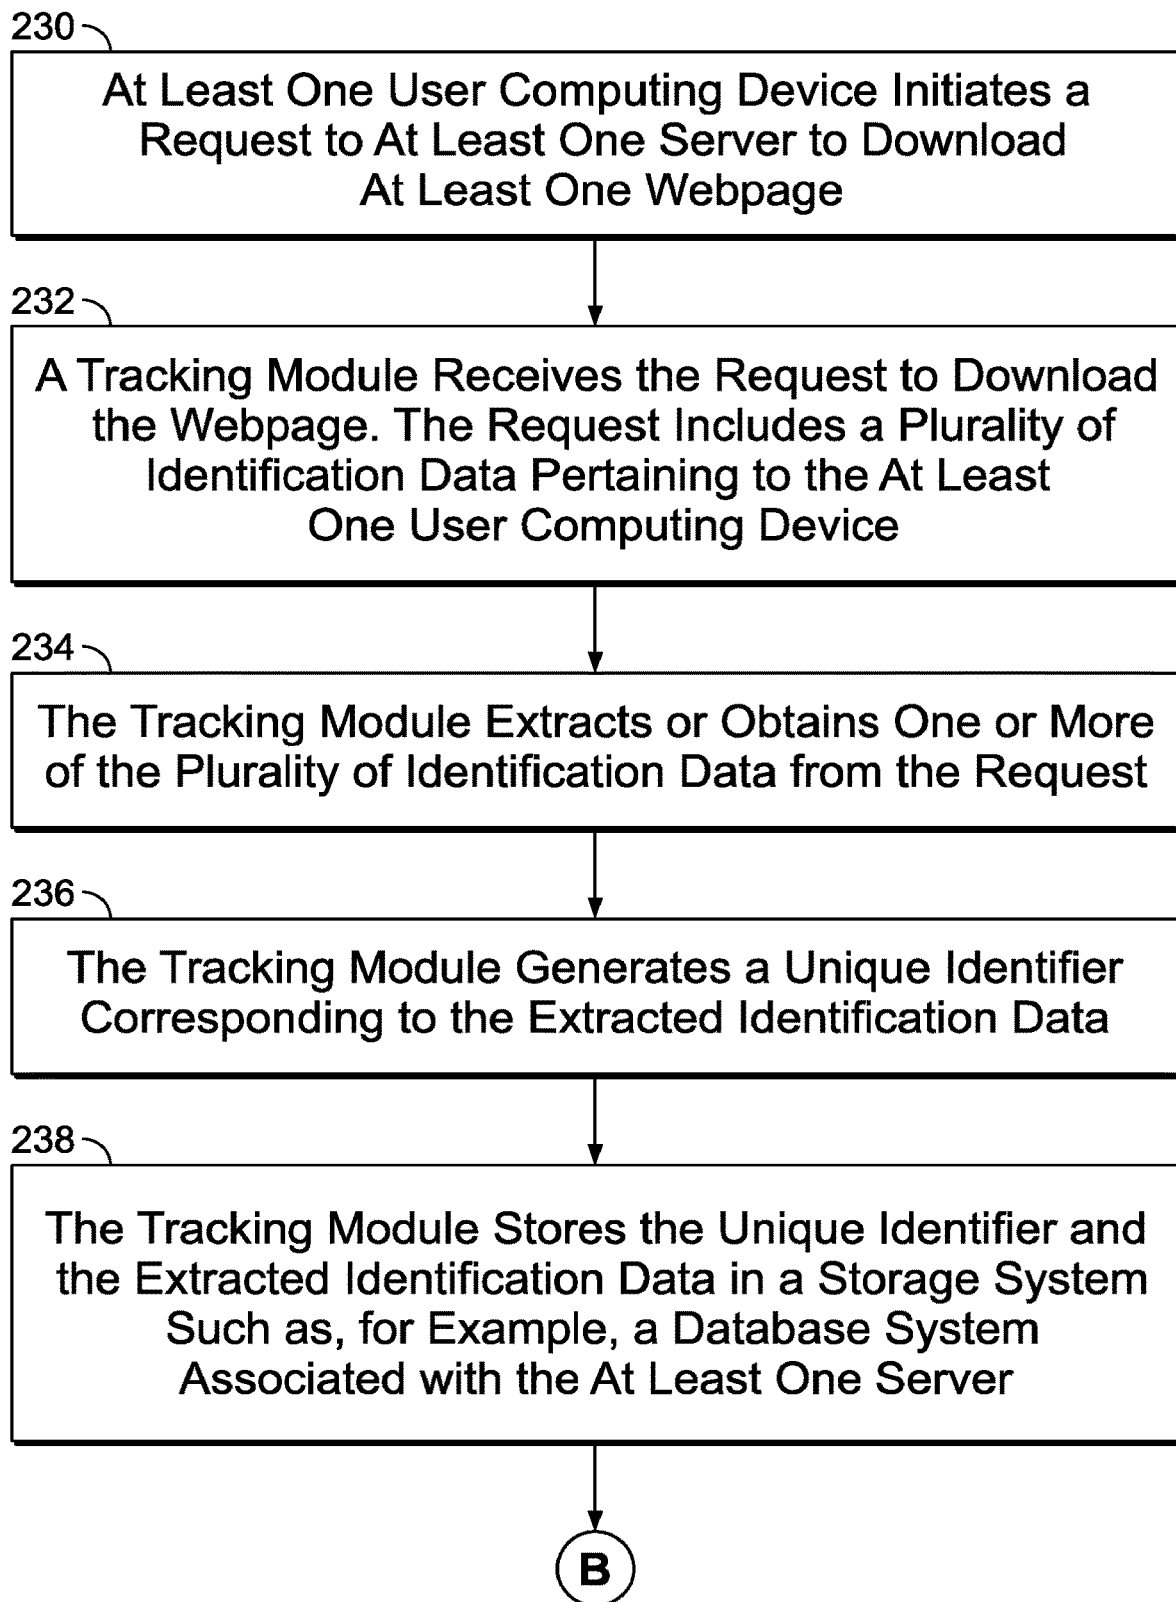 230
At Least One User Computing Device Initiates a
Request to At Least One Server to Download
At Least One Webpage
232
A Tracking Module Receives the Request to Download
the Webpage. The Request Includes a Plurality of
Identification Data Pertaining to the At Least
One User Computing Device
234
The Tracking Module Extracts or Obtains One or More
of the Plurality of Identification Data from the Request
236
The Tracking Module Generates a Unique Identifier
Corresponding to the Extracted Identification Data
238
The Tracking Module Stores the Unique Identifier and
the Extracted Identification Data in a Storage System
Such as, for Example, a Database System
Associated with the At Least One Server
B